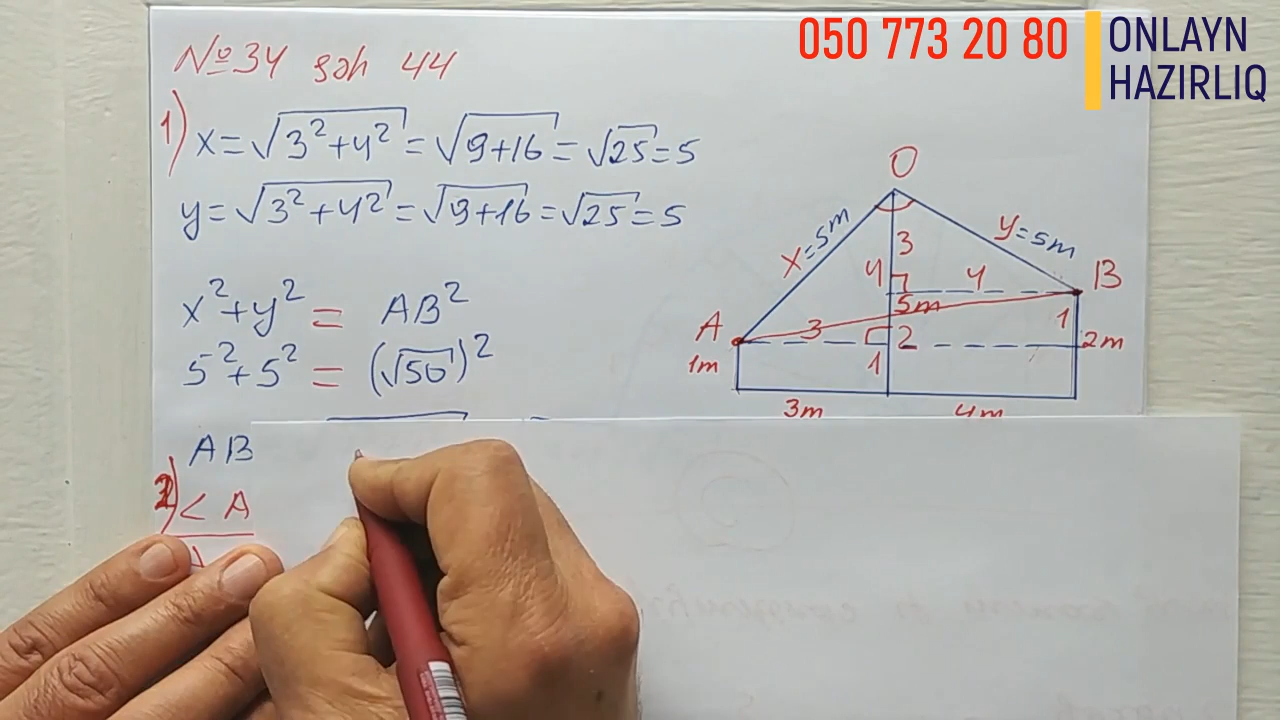 050 773 20 80
ONLAYN
HAZIRLIQ
№34 səh 44
1) x=√3²+4²=√9+16=√25=5
y=√3²+4²=√9+16=√25=5
x²+y² = AB²
5²+5² = (√50)²
AB
2) < A
O
x=5m
y=5m
3
4
4
B
5m
A
3
2
1
2m
1m
1
3m
4m